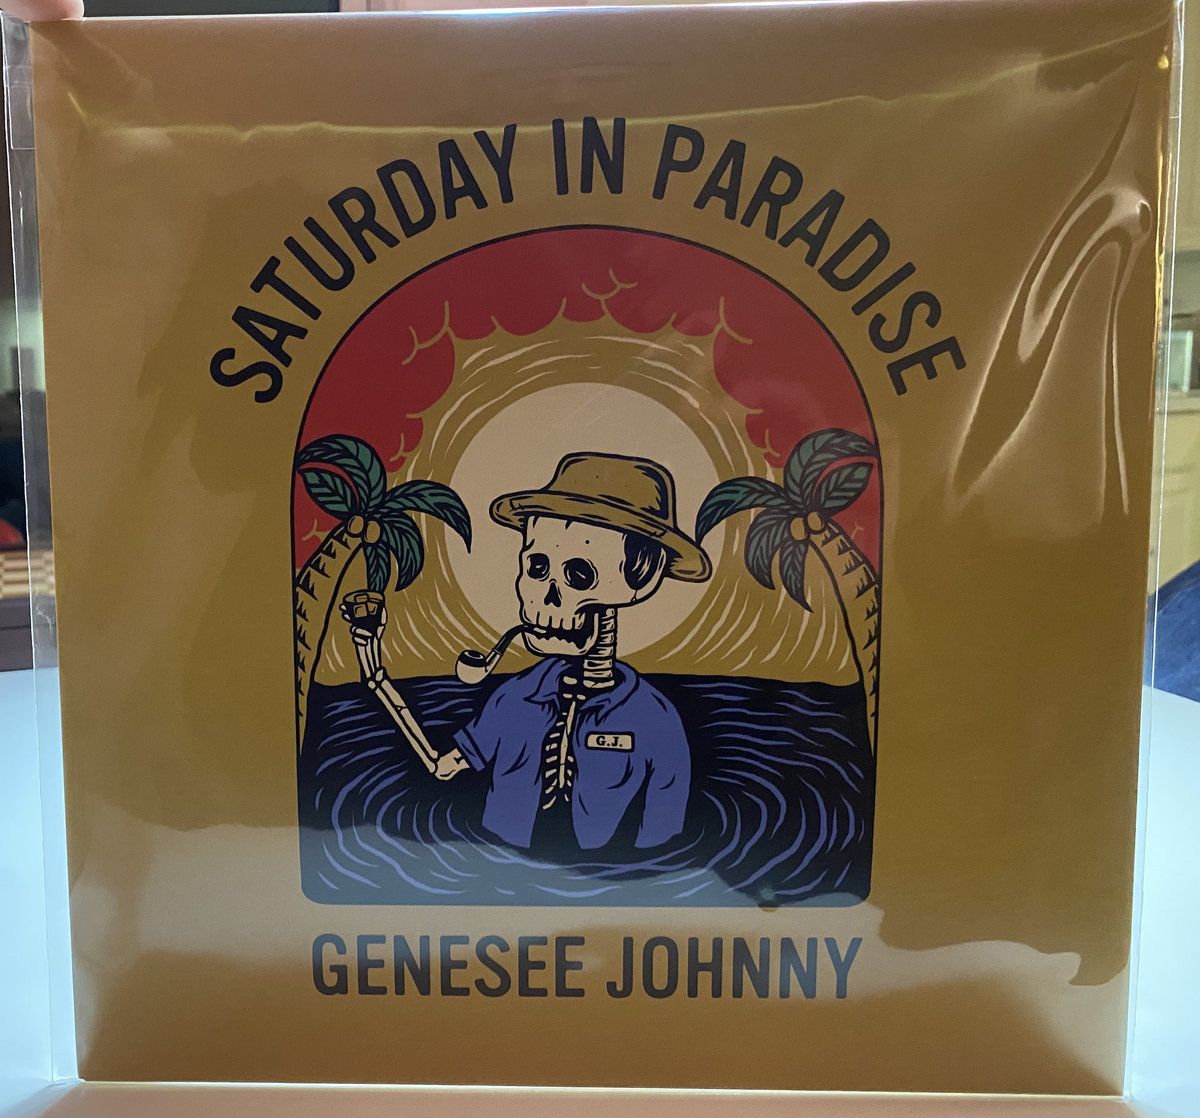 SATURDAY IN PARADISE
G.J.
GENESEE JOHNNY